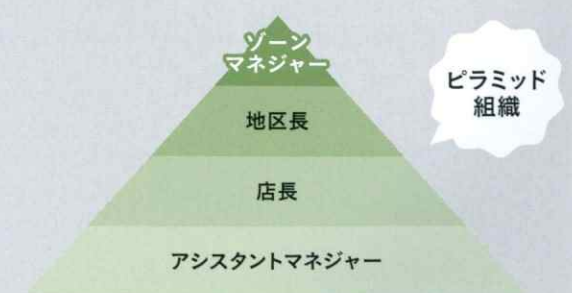 ゾーン
マネジャー
ピラミッド
組織
地区長
店長
アシスタントマネジャー